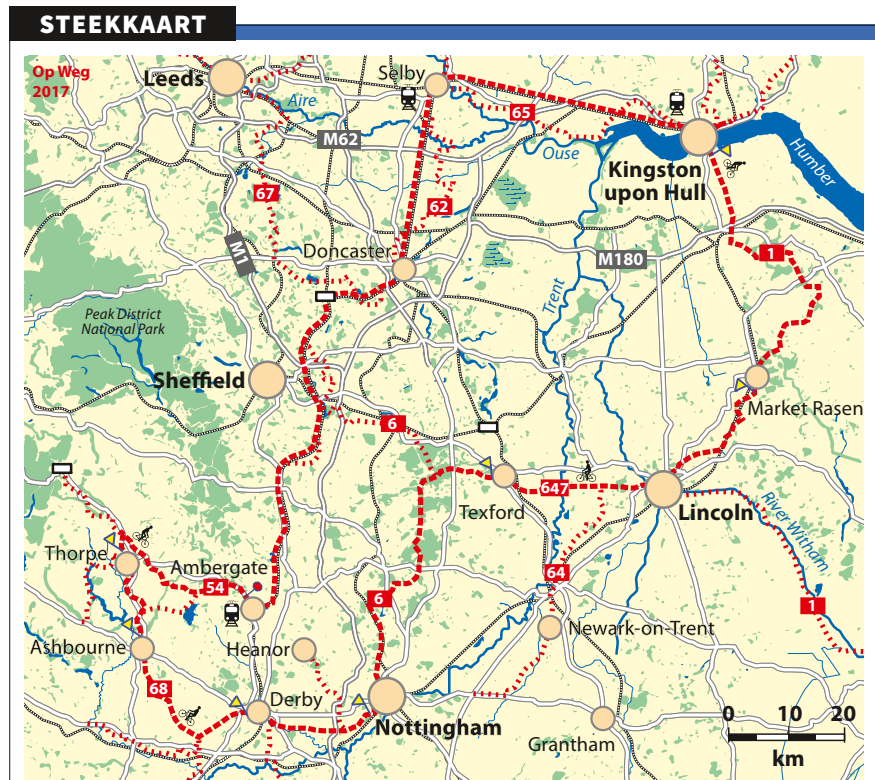 STEEKKAART
Op Weg
2017
Leeds
Selby
Aire
65
M62
Ouse
Kingston
upon Hull
Humber
67
62
M1
Doncaster
M180
1
Trent
Peak District
National Park
Sheffield
Market Rasen
6
647
Texford
Lincoln
River Witham
Thorpe
Ambergate
54
64
6
1
Ashbourne
Heanor
Newark-on-Trent
68
Derby
Nottingham
Grantham
0 10 20
km